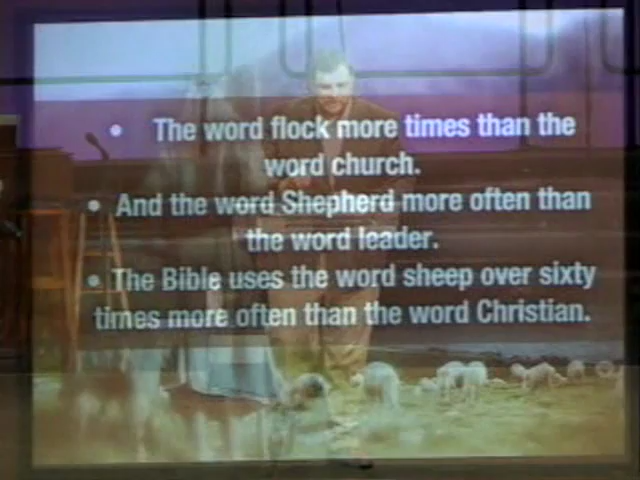 • The word flock more times than the
word church.
• And the word Shepherd more often than
the word leader.
• The Bible uses the word sheep over sixty
times more often than the word Christian.